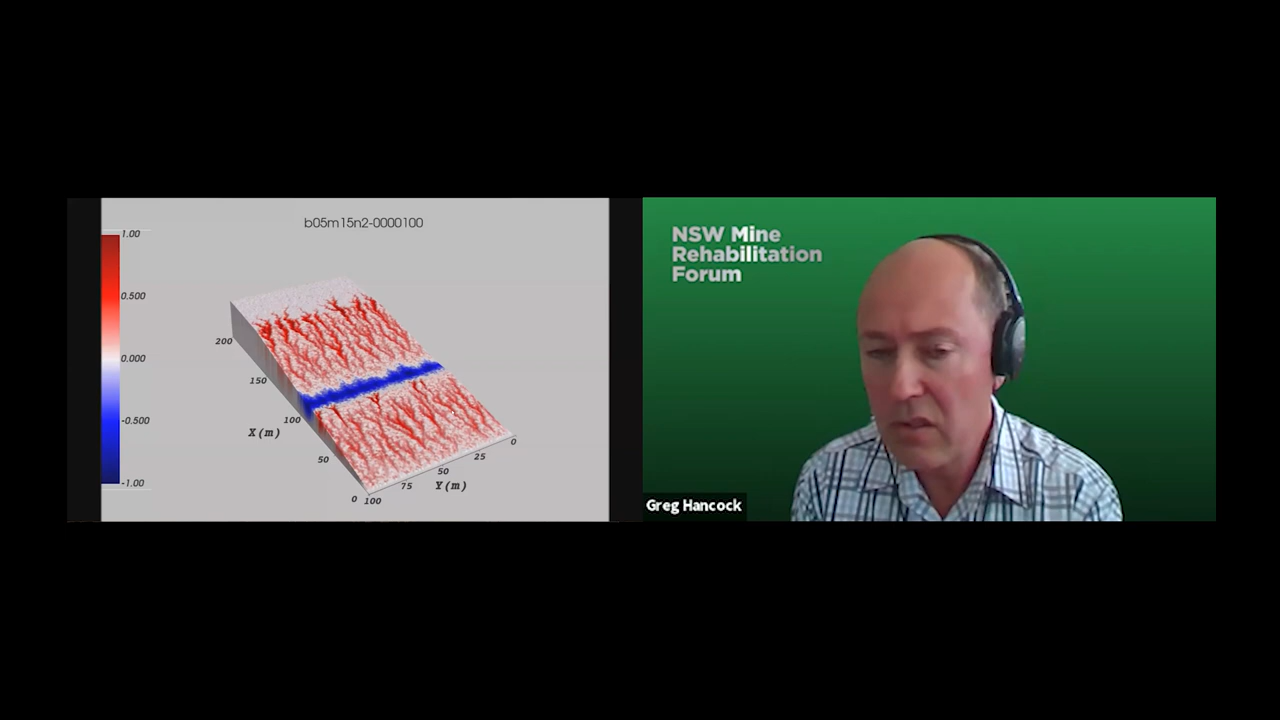 b05m15n2-0000100
1.00
0.500
0.000
-0.500
-1.00
200
150
100
50
0
X(m)
100
75
50
25
0
Y(m)
NSW Mine
Rehabilitation
Forum
Greg Hancock